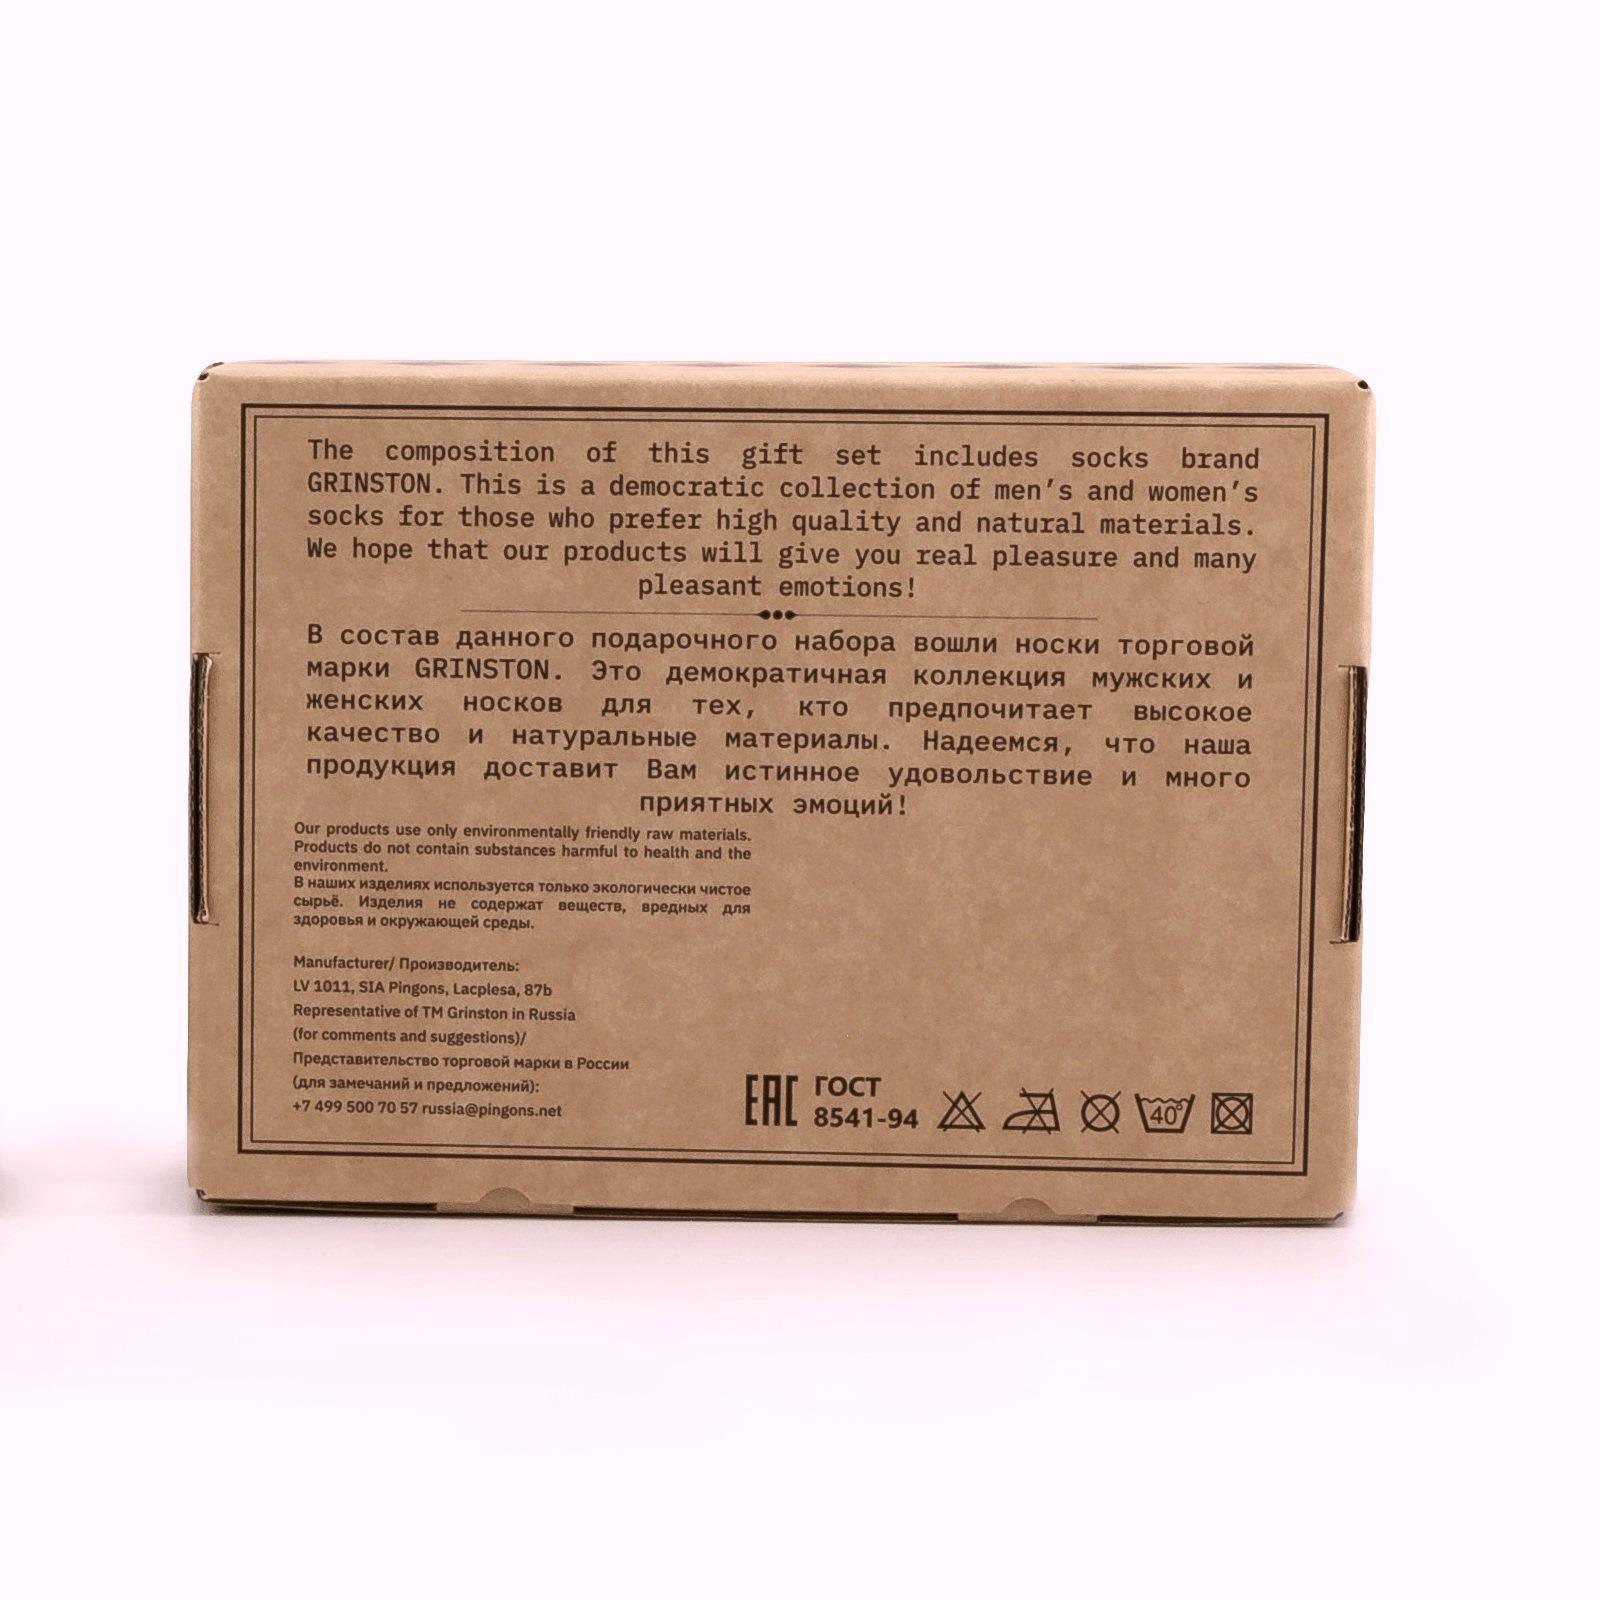 The composition of this gift set includes socks brand
GRINSTON. This is a democratic collection of men’s and women’s
socks for those who prefer high quality and natural materials.
We hope that our products will give you real pleasure and many
pleasant emotions!
В состав данного подарочного набора вошли носки торговой
марки GRINSTON. Это демократичная коллекция мужских и
женских носков для тех, кто предпочитает высокое
качество и натуральные материалы. Надеемся, что наша
продукция доставит Вам истинное удовольствие и много
приятных эмоций!
Our products use only environmentally friendly raw materials.
Products do not contain substances harmful to health and the
environment.
В наших изделиях используется только экологически чистое
сырьё. Изделия не содержат веществ, вредных для
здоровья и окружающей среды.
Manufacturer/ Производитель:
LV 1011, SIA Pingons, Lacplesa, 87b
Representative of TM Grinston in Russia
(for comments and suggestions)/
Представительство торговой марки в России
(для замечаний и предложений):
+7 499 500 70 57 russia@pingons.net
EAC ГОСТ
8541-94
40°